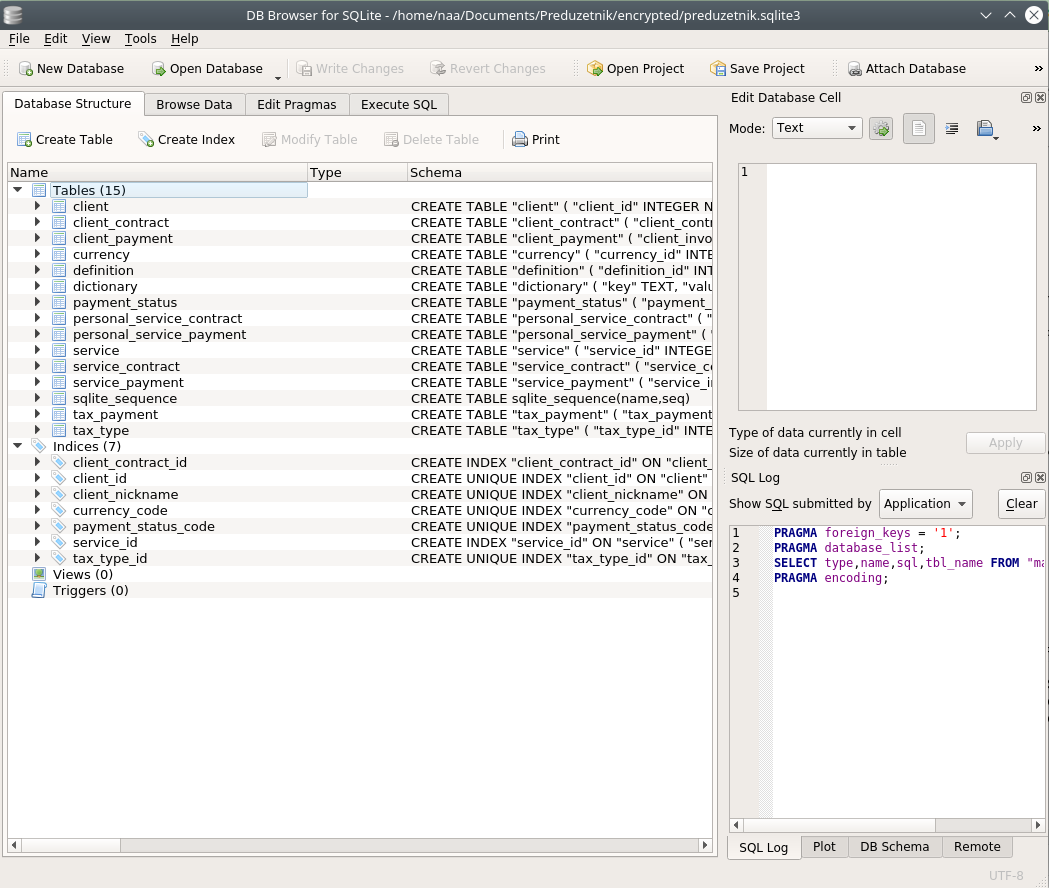 DB Browser for SQLite - /home/naa/Documents/Preduzetnik/encrypted/preduzetnik.sqlite3
File Edit View Tools Help
New Database Open Database Write Changes Revert Changes Open Project Save Project Attach Database »
Database Structure Browse Data Edit Pragmas Execute SQL
Create Table Create Index Modify Table Delete Table Print
Name Type Schema
Tables (15)
client CREATE TABLE "client" ( "client_id" INTEGER N
client_contract CREATE TABLE "client_contract" ( "client_cont
client_payment CREATE TABLE "client_payment" ( "client_invo
currency CREATE TABLE "currency" ( "currency_id" INTE
definition CREATE TABLE "definition" ( "definition_id" INT
dictionary CREATE TABLE "dictionary" ( "key" TEXT, "valu
payment_status CREATE TABLE "payment_status" ( "payment_
personal_service_contract CREATE TABLE "personal_service_contract" ( "
personal_service_payment CREATE TABLE "personal_service_payment" ( "
service CREATE TABLE "service" ( "service_id" INTEGE
service_contract CREATE TABLE "service_contract" ( "service_co
service_payment CREATE TABLE "service_payment" ( "service_i
sqlite_sequence CREATE TABLE sqlite_sequence(name,seq)
tax_payment CREATE TABLE "tax_payment" ( "tax_payment
tax_type CREATE TABLE "tax_type" ( "tax_type_id" INTE
Indices (7)
client_contract_id CREATE INDEX "client_contract_id" ON "client_
client_id CREATE UNIQUE INDEX "client_id" ON "client"
client_nickname CREATE UNIQUE INDEX "client_nickname" ON
currency_code CREATE UNIQUE INDEX "currency_code" ON "c
payment_status_code CREATE UNIQUE INDEX "payment_status_code
service_id CREATE INDEX "service_id" ON "service" ( "ser
tax_type_id CREATE UNIQUE INDEX "tax_type_id" ON "tax_
Views (0)
Triggers (0)
Edit Database Cell
Mode: Text »
1
Type of data currently in cell
Size of data currently in table
Apply
SQL Log
Show SQL submitted by Application Clear
1 PRAGMA foreign_keys = '1';
2 PRAGMA database_list;
3 SELECT type,name,sql,tbl_name FROM "ma
4 PRAGMA encoding;
5
SQL Log Plot DB Schema Remote
UTF-8